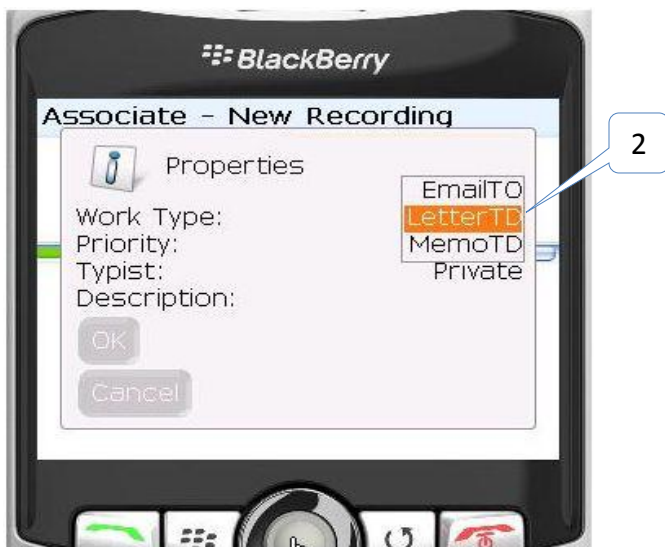 BlackBerry
Associate - New Recording
2
Properties
EmailTO
Work Type: LetterTD
Priority: MemoTD
Typist: Private
Description:
OK
Cancel